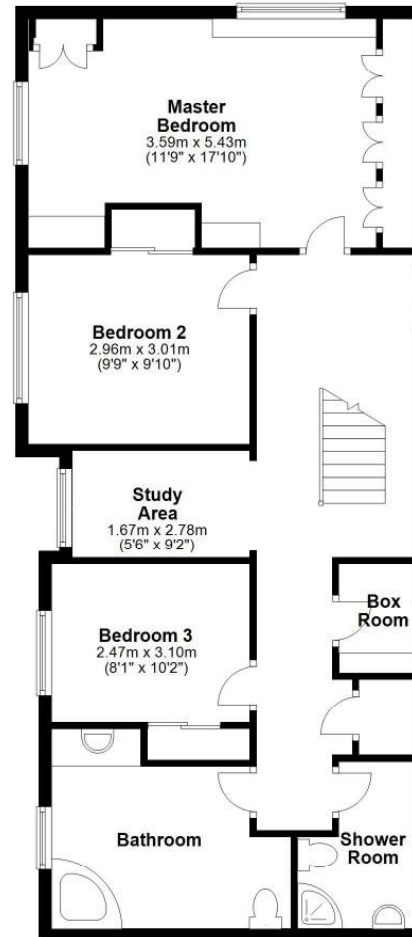 Master
Bedroom
3.59m x 5.43m
(11'9" x 17'10")
Bedroom 2
2.96m x 3.01m
(9'9" x 9'10")
Study
Area
1.67m x 2.78m
(5'6" x 9'2")
Box
Room
Bedroom 3
2.47m x 3.10m
(8'1" x 10'2")
Bathroom
Shower
Room